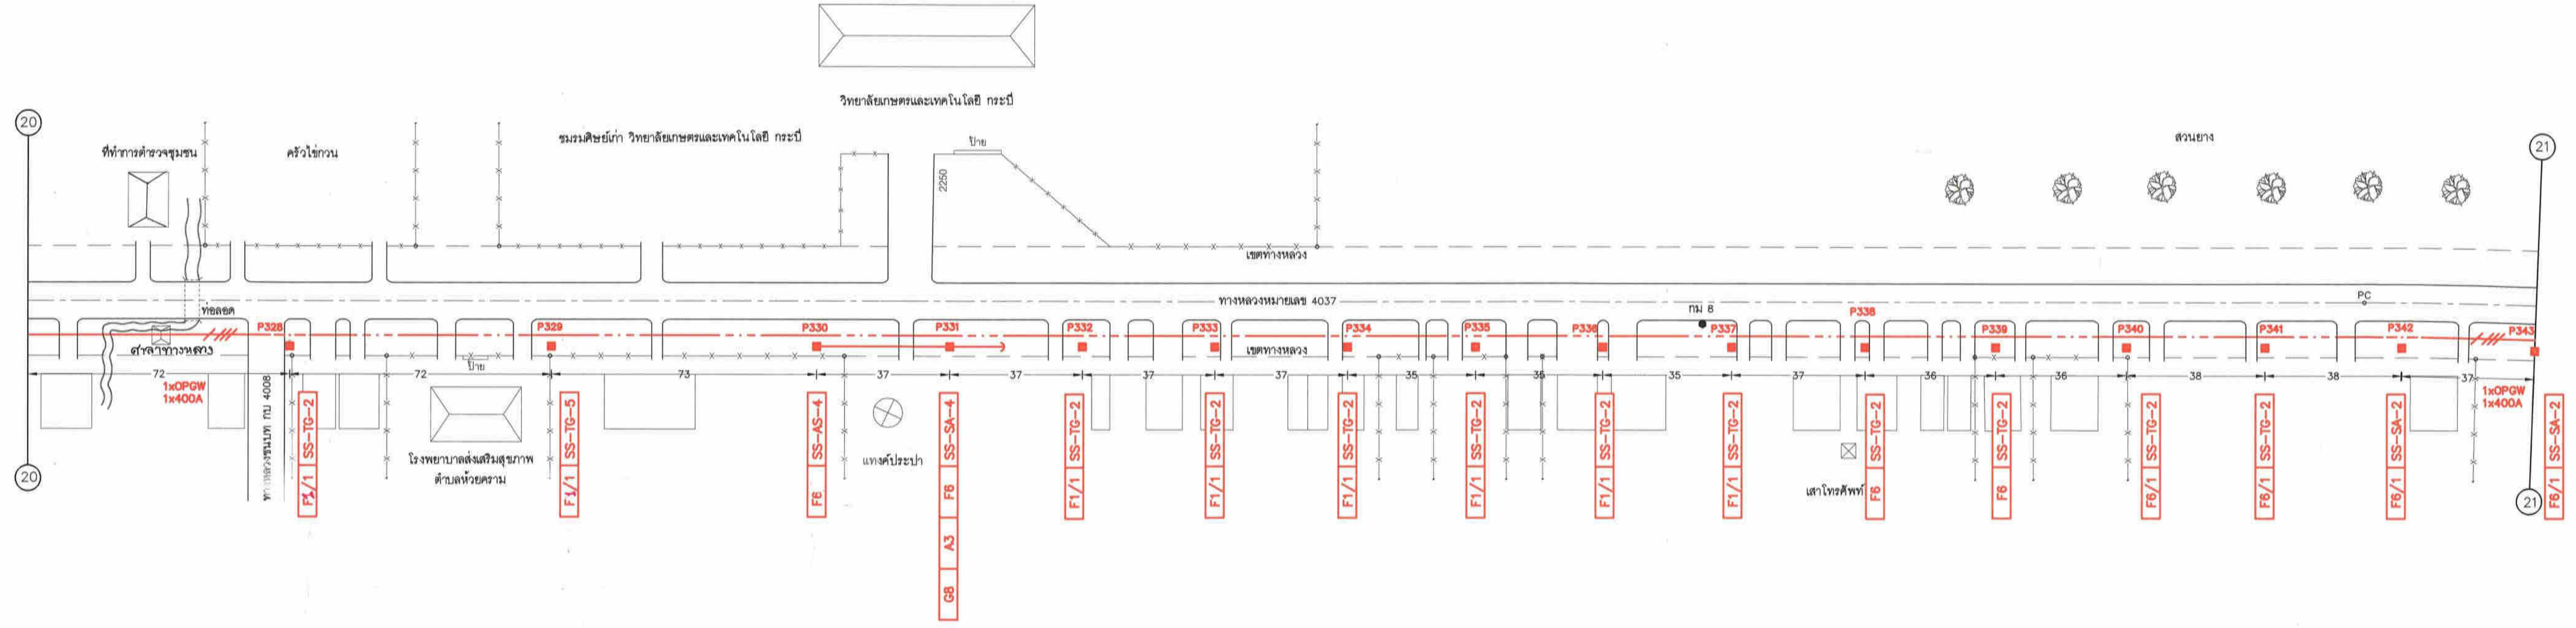 วิทยาลัยเกษตรและเทคโนโลยี กระบี่
20
ที่ทำการตำรวจชุมชน
ครัวไข่กวน
ชมรมศิษย์เก่า วิทยาลัยเกษตรและเทคโนโลยี กระบี่
ป้าย
2250
สวนยาง
21
เขตทางหลวง
ทางหลวงหมายเลข 4037
กม 8
PC
ท่อลอด
P328
P329
P330
P331
P332
P333
P334
P335
P336
P337
P338
P339
P340
P341
P342
P343
ศาลาทางหลวง
เขตทางหลวง
ป้าย
72
72
73
37
37
37
37
35
35
35
37
36
36
38
38
37
1xOPGW
1x400A
1xOPGW
1x400A
ทางหลวงชนบท กบ 4008
โรงพยาบาลส่งเสริมสุขภาพ
ตำบลห้วยคราม
แทงค์ประปา
เสาโทรศัพท์
20
21
F1/1 SS-TG-2
F1/1 SS-TG-5
F6 SS-AS-4
G8 A3 F6 SS-SA-4
F1/1 SS-TG-2
F1/1 SS-TG-2
F1/1 SS-TG-2
F1/1 SS-TG-2
F1/1 SS-TG-2
F1/1 SS-TG-2
F6 SS-TG-2
F6 SS-TG-2
F6/1 SS-TG-2
F6/1 SS-TG-2
F6/1 SS-SA-2
F6/1 SS-SA-2